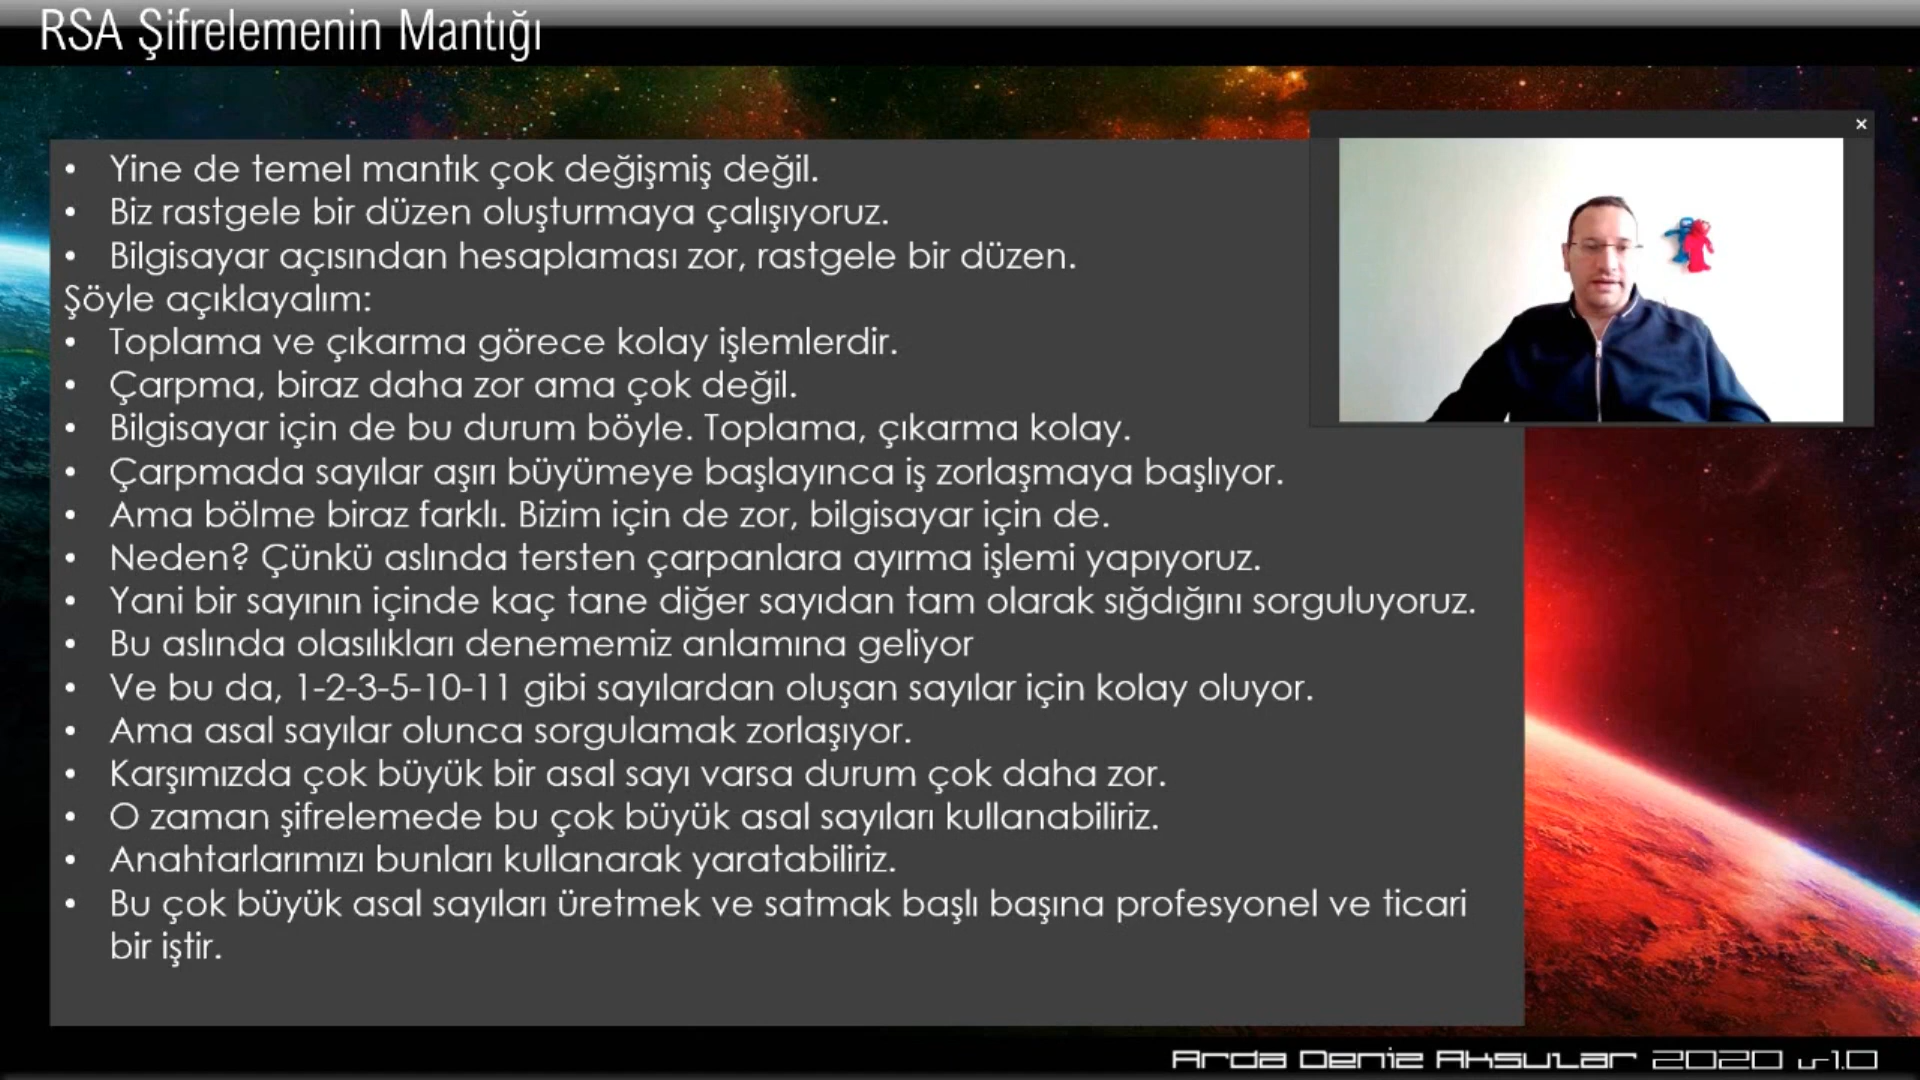 RSA Şifrelemenin Mantığı
• Yine de temel mantık çok değişmiş değil.
• Biz rastgele bir düzen oluşturmaya çalışıyoruz.
• Bilgisayar açısından hesaplaması zor, rastgele bir düzen.
Şöyle açıklayalım:
• Toplama ve çıkarma görece kolay işlemlerdir.
• Çarpma, biraz daha zor ama çok değil.
• Bilgisayar için de bu durum böyle. Toplama, çıkarma kolay.
• Çarpmada sayılar aşırı büyümeye başlayınca iş zorlaşmaya başlıyor.
• Ama bölme biraz farklı. Bizim için de zor, bilgisayar için de.
• Neden? Çünkü aslında tersten çarpanlara ayırma işlemi yapıyoruz.
• Yani bir sayının içinde kaç tane diğer sayıdan tam olarak sığdığını sorguluyoruz.
• Bu aslında olasılıkları denememiz anlamına geliyor
• Ve bu da, 1-2-3-5-10-11 gibi sayılardan oluşan sayılar için kolay oluyor.
• Ama asal sayılar olunca sorgulamak zorlaşıyor.
• Karşımızda çok büyük bir asal sayı varsa durum çok daha zor.
• O zaman şifrelemede bu çok büyük asal sayıları kullanabiliriz.
• Anahtarlarımızı bunları kullanarak yaratabiliriz.
• Bu çok büyük asal sayıları üretmek ve satmak başlı başına profesyonel ve ticari
bir iştir.
Arda Deniz Aksular 2020 v1.0